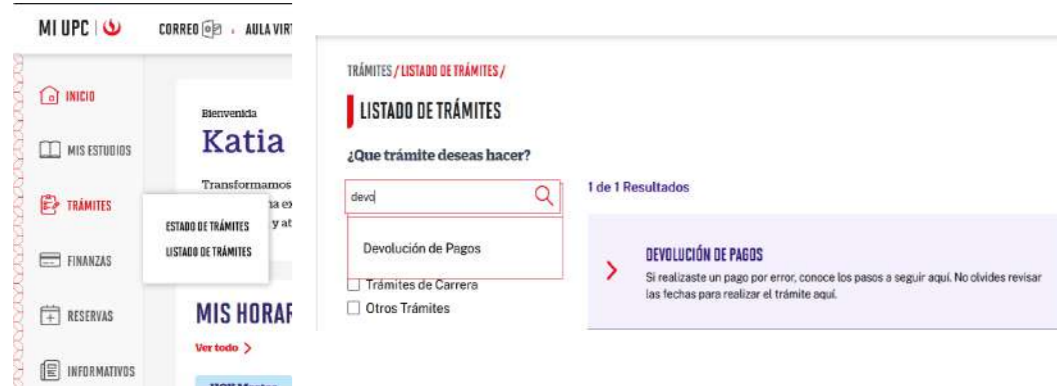 MI UPC
CORREO
AULA VIR
INICIO
MIS ESTUDIOS
TRÁMITES
FINANZAS
RESERVAS
INFORMATIVOS
ESTADO DE TRÁMITES
LISTADO DE TRÁMITES
Bienvenida
Katia
Transformamos
y at
MIS HORAR
Ver todo
TRÁMITES / LISTADO DE TRÁMITES /
LISTADO DE TRÁMITES
¿Que trámite deseas hacer?
devo
Devolución de Pagos
Trámites de Carrera
Otros Trámites
1 de 1 Resultados
DEVOLUCIÓN DE PAGOS
Si realizaste un pago por error, conoce los pasos a seguir aquí. No olvides revisar
las fechas para realizar el trámite aquí.